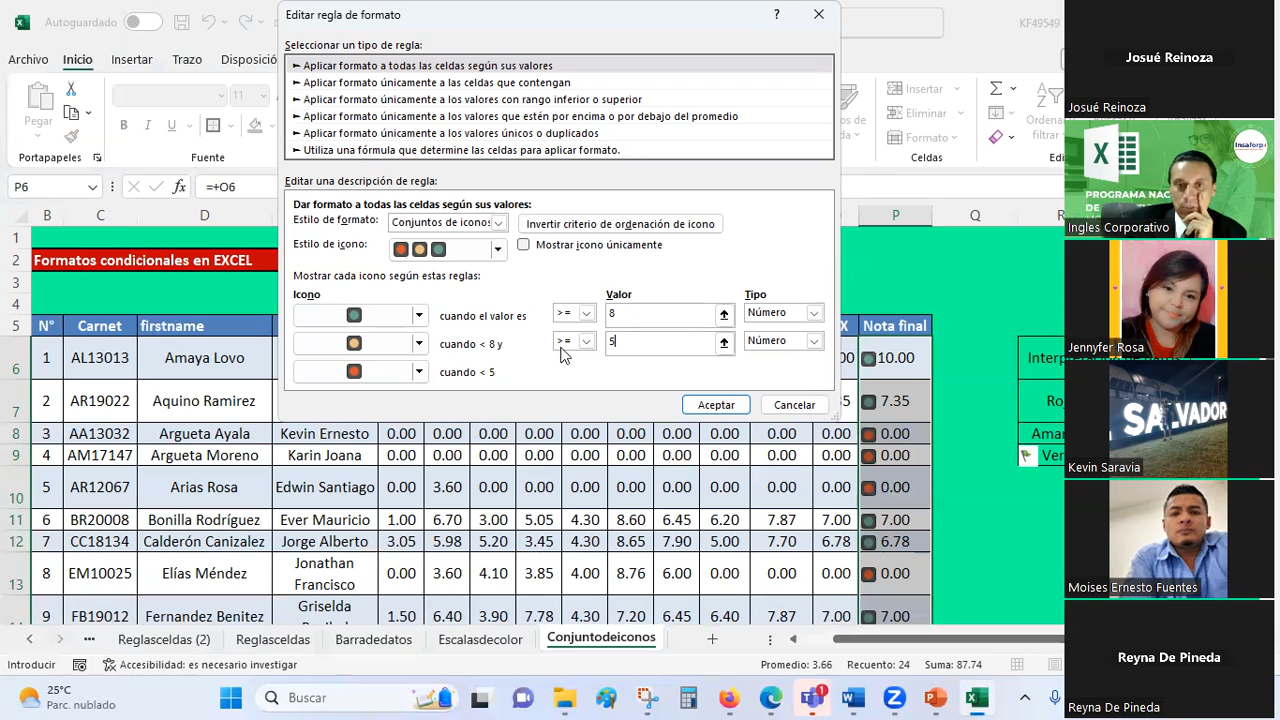 Autoguardado
KF49549
Archivo Inicio Insertar Trazo Disposició
Pegar
11
N K S
Portapapeles
Fuente
Insertar
Eliminar
Formato
Celdas
Orden
filtrar
P6
=+O6
Editar regla de formato
Seleccionar un tipo de regla:
► Aplicar formato a todas las celdas según sus valores
► Aplicar formato únicamente a las celdas que contengan
► Aplicar formato únicamente a los valores con rango inferior o superior
► Aplicar formato únicamente a los valores que estén por encima o por debajo del promedio
► Aplicar formato únicamente a los valores únicos o duplicados
► Utiliza una fórmula que determine las celdas para aplicar formato.
Editar una descripción de regla:
Dar formato a todas las celdas según sus valores:
Estilo de formato: Conjuntos de iconos Invertir criterio de ordenación de icono
Estilo de icono: Mostrar icono únicamente
Mostrar cada icono según estas reglas:
Icono Valor Tipo
cuando el valor es >= 8 Número
cuando < 8 y >= 5 Número
cuando < 5
Aceptar Cancelar
B C D P Q R
1
2 Formatos condicionales en EXCEL
3
4
5 N° Carnet firstname X Nota final
6 1 AL13013 Amaya Lovo 00 10.00
7 2 AR19022 Aquino Ramirez 35 7.35 Ro
8 3 AA13032 Argueta Ayala Kevin Ernesto 0.00 0.00 0.00 0.00 0.00 0.00 0.00 0.00 0.00 0.00 0.00 Ama
9 4 AM17147 Argueta Moreno Karin Joana 0.00 0.00 0.00 0.00 0.00 0.00 0.00 0.00 0.00 0.00 0.00 Ver
10 5 AR12067 Arias Rosa Edwin Santiago 0.00 3.60 0.00 0.00 0.00 0.00 0.00 0.00 0.00 0.00 0.00
11 6 BR20008 Bonilla Rodríguez Ever Mauricio 1.00 6.70 3.00 5.05 4.30 8.60 6.45 6.20 7.87 7.00 7.00
12 7 CC18134 Calderón Canizalez Jorge Alberto 3.05 5.98 5.20 3.45 4.30 8.65 7.90 5.00 7.70 6.78 6.78
13 8 EM10025 Elías Méndez Jonathan Francisco 0.00 3.60 4.10 3.85 4.00 8.76 6.00 0.00 0.00 0.00 0.00
9 FB19012 Fernandez Benitez Griselda 1.50 6.40 3.90 7.78 4.30 7.20 6.45 7.00 7.00 7.00 7.00
Reglasceldas (2) Reglasceldas Barradedatos Escalasdecolor Conjuntodeiconos
Introducir Accesibilidad: es necesario investigar Promedio: 3.66 Recuento: 24 Suma: 87.74
25°C
Parc. nublado
Buscar
1
Josué Reinoza
Josué Reinoza
Insaforp
PROGRAMA NAC
Ingles Corporativo
Jennyfer Rosa
SALVADOR
Kevin Saravia
Moises Ernesto Fuentes
Reyna De Pineda
Reyna De Pineda